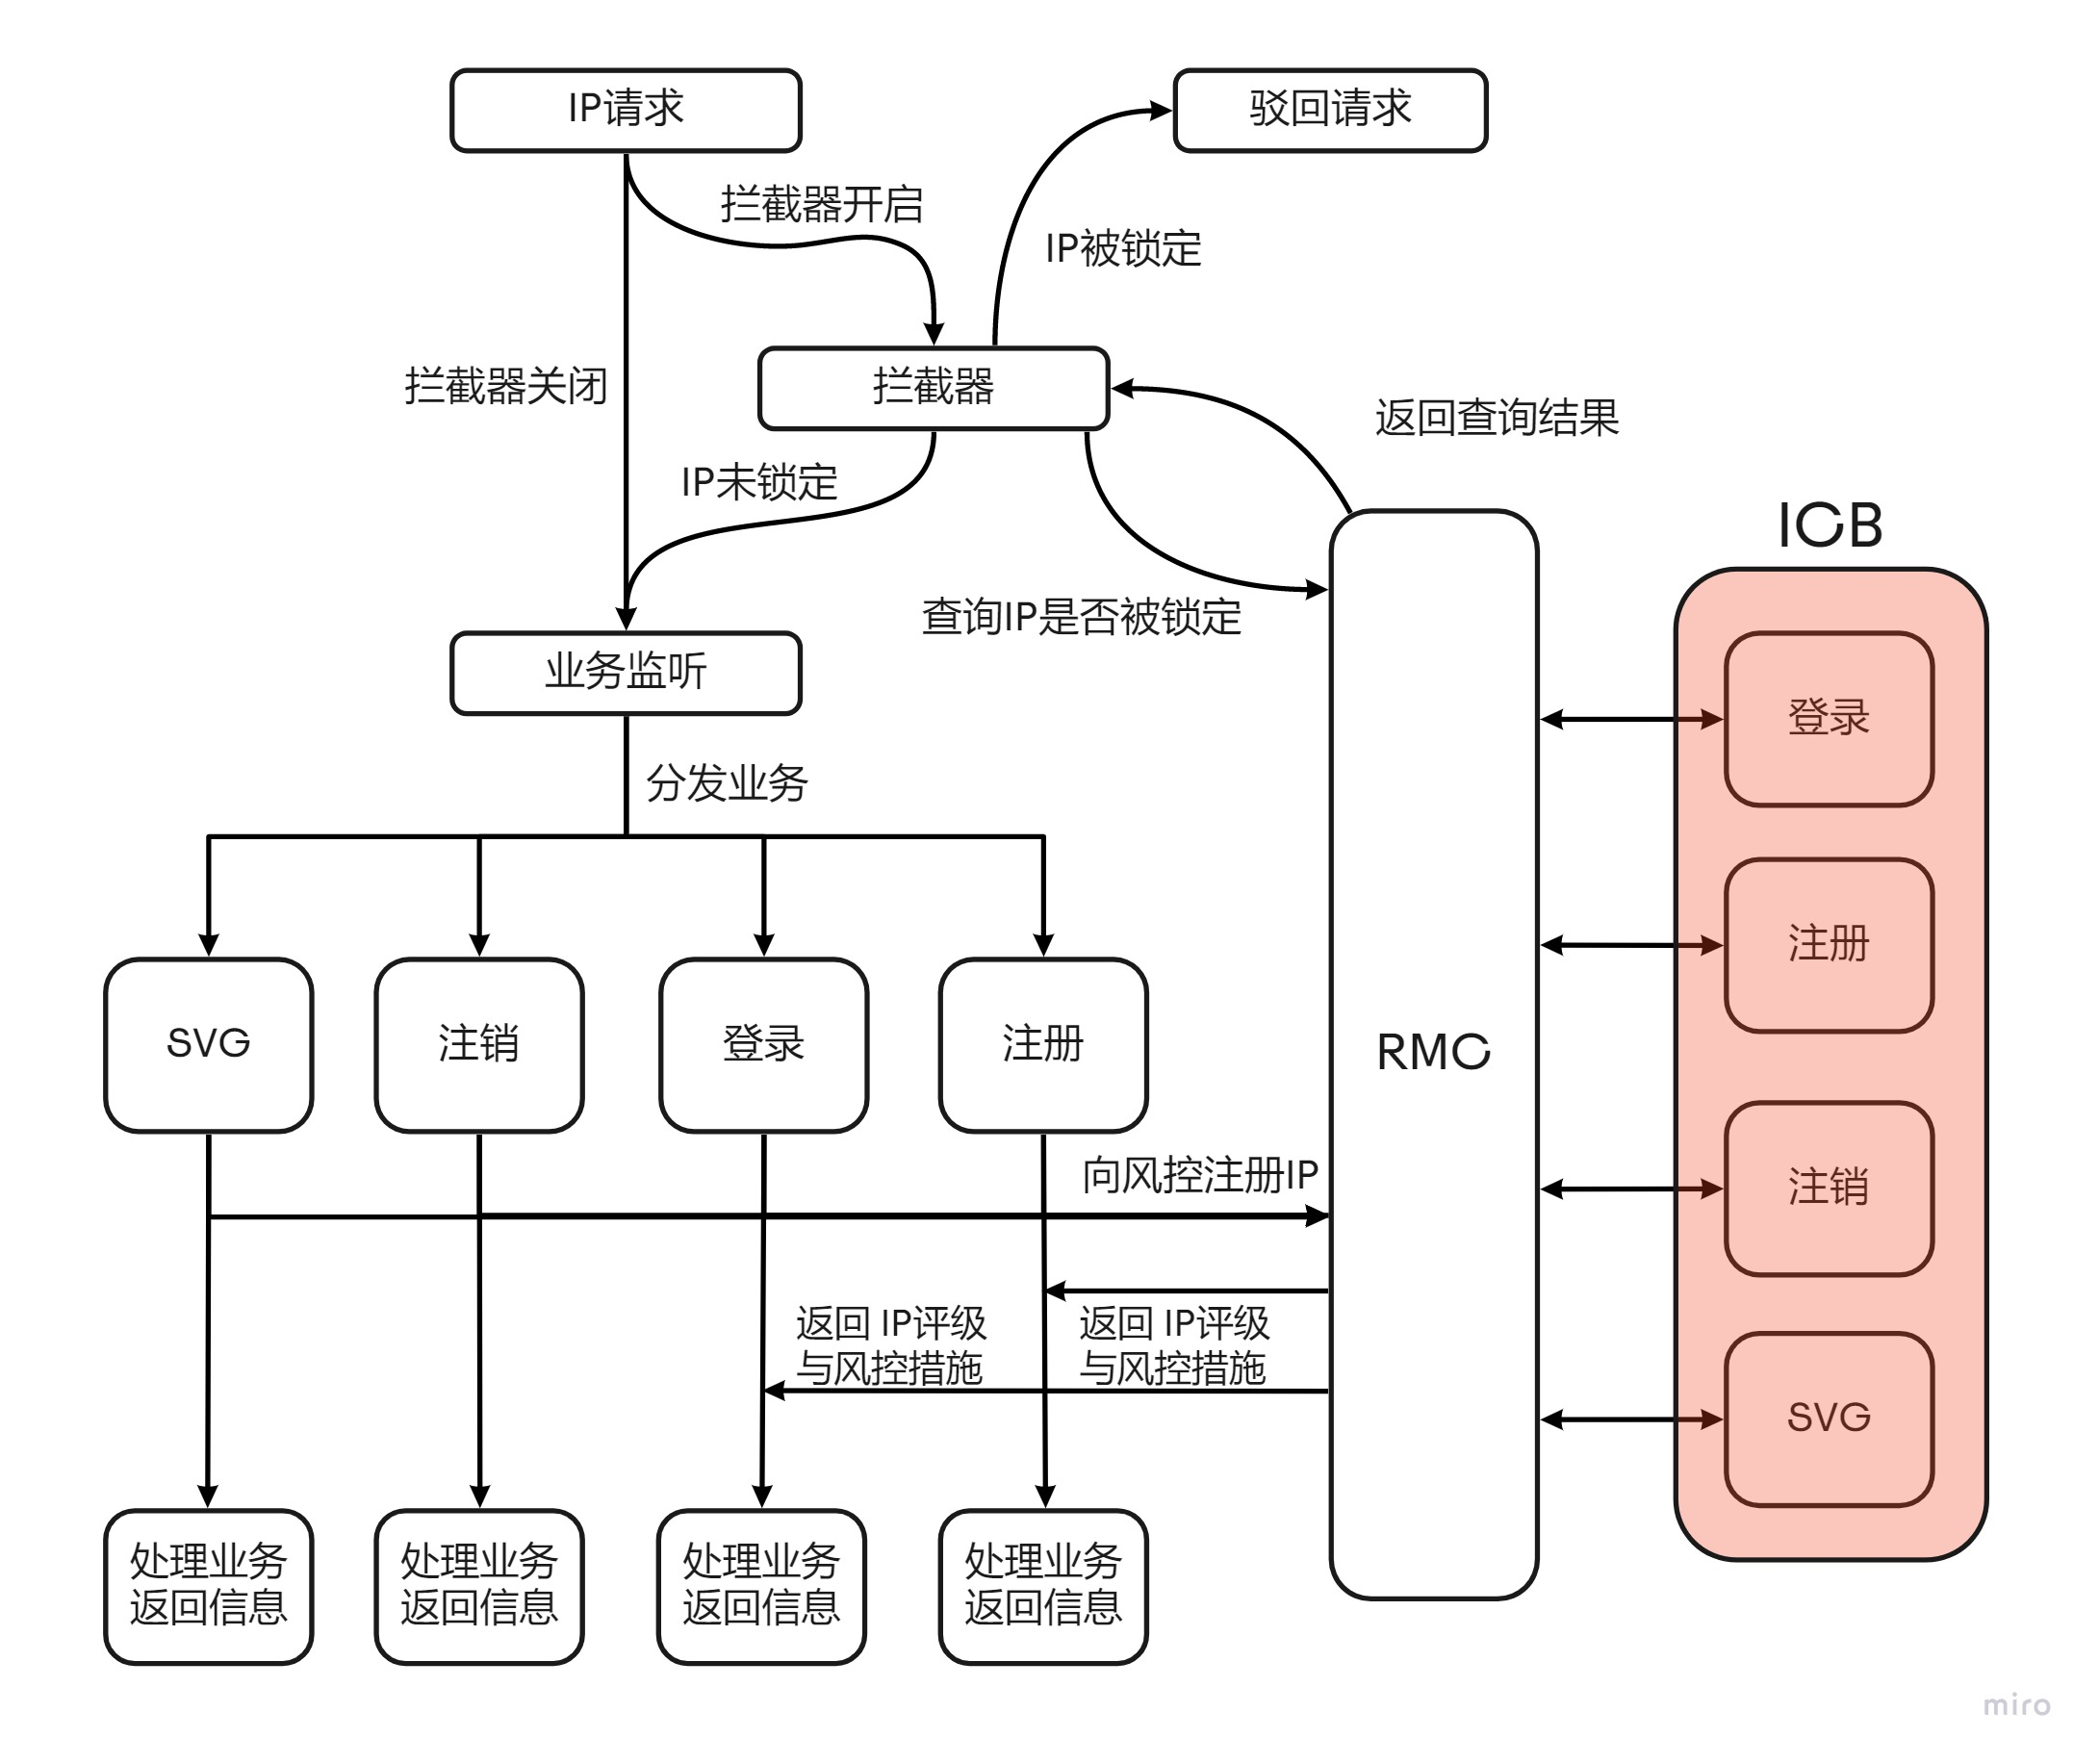 IP请求
驳回请求
拦截器开启
IP被锁定
拦截器关闭
拦截器
返回查询结果
IP未锁定
查询IP是否被锁定
业务监听
分发业务
SVG
注销
登录
注册
RMC
ICB
登录
注册
注销
SVG
向风控注册IP
返回 IP评级
与风控措施
返回 IP评级
与风控措施
处理业务
返回信息
处理业务
返回信息
处理业务
返回信息
处理业务
返回信息
miro